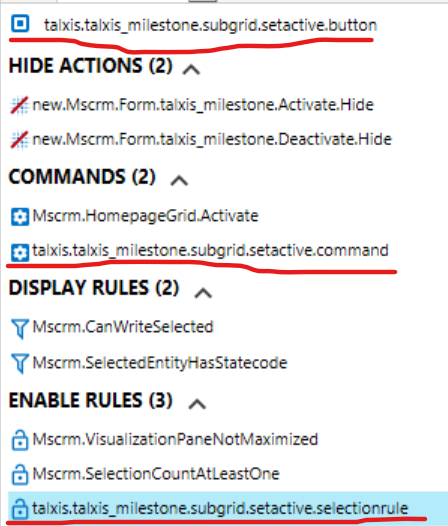 talxis.talxis_milestone.subgrid.setactive.button
HIDE ACTIONS (2)
new.Mscrm.Form.talxis_milestone.Activate.Hide
new.Mscrm.Form.talxis_milestone.Deactivate.Hide
COMMANDS (2)
Mscrm.HomepageGrid.Activate
talxis.talxis_milestone.subgrid.setactive.command
DISPLAY RULES (2)
Mscrm.CanWriteSelected
Mscrm.SelectedEntityHasStatecode
ENABLE RULES (3)
Mscrm.VisualizationPaneNotMaximized
Mscrm.SelectionCountAtLeastOne
talxis.talxis_milestone.subgrid.setactive.selectionrule